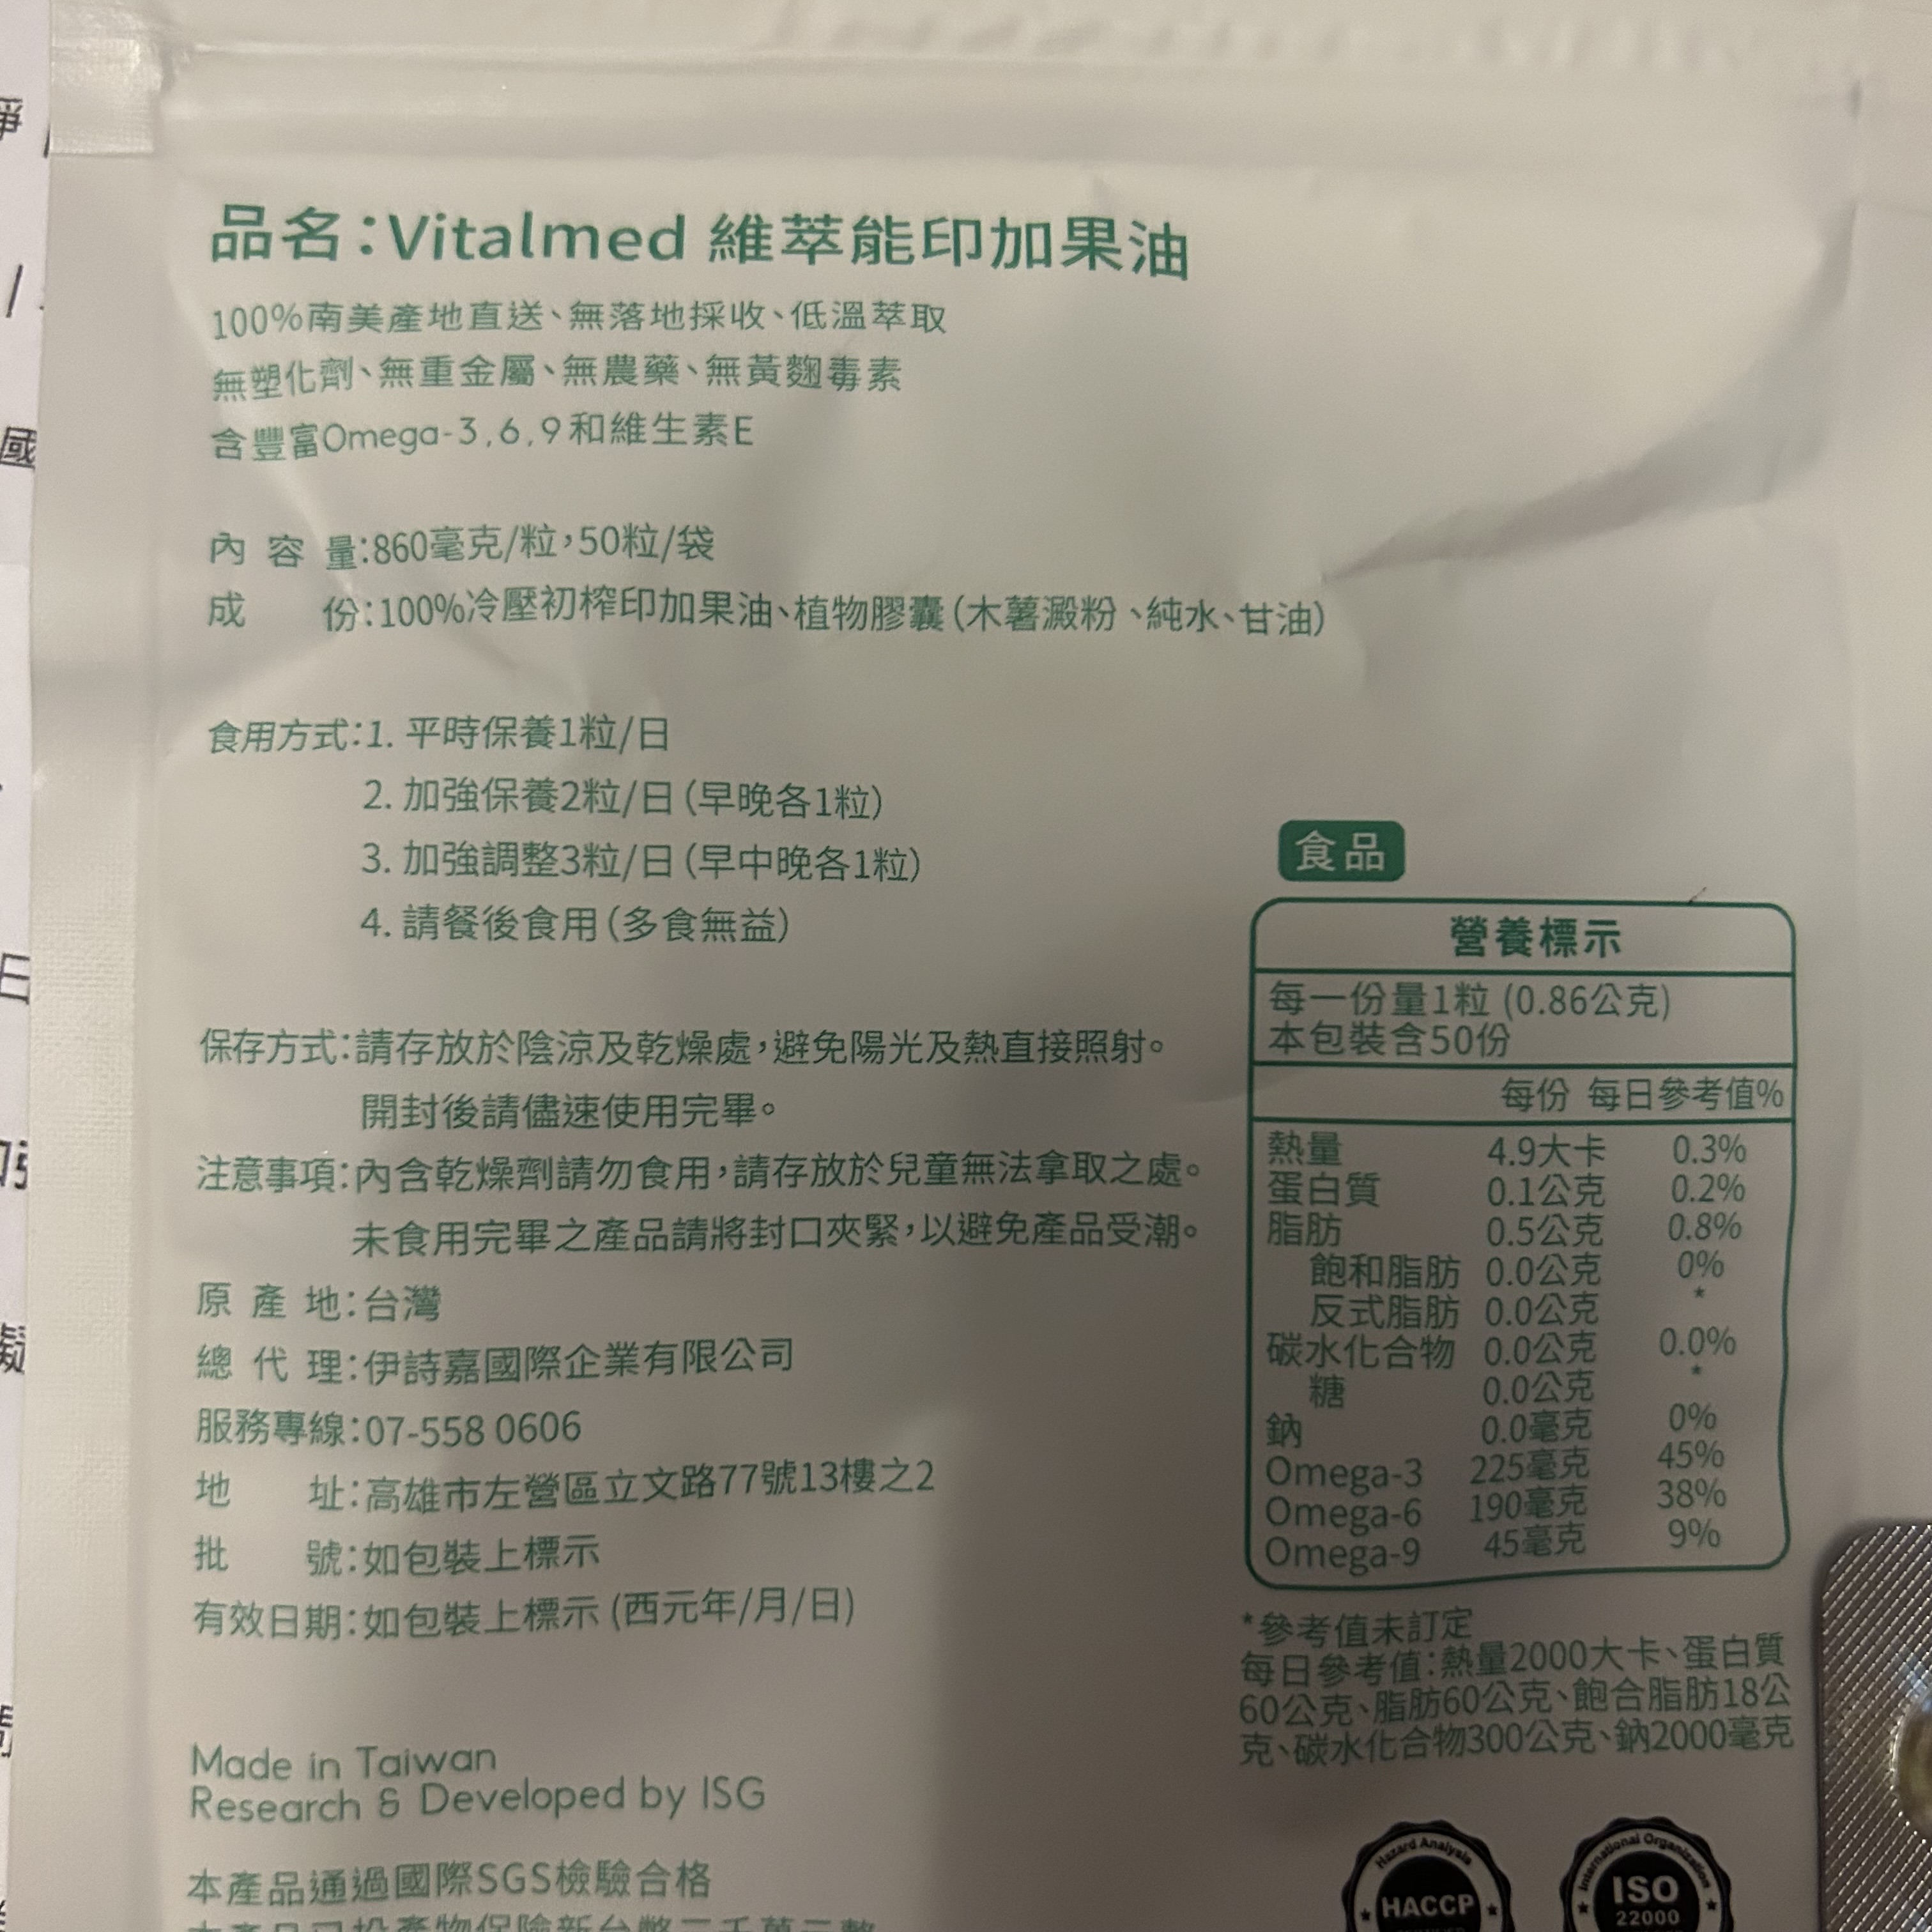 品名：Vitalmed 維萃能印加果油
100%南美產地直送、無落地採收、低溫萃取
無塑化劑、無重金屬、無農藥、無黃麴毒素
含豐富Omega-3,6,9和維生素E
內容量：860毫克/粒，50粒/袋
成份：100%冷壓初榨印加果油、植物膠囊(木薯澱粉、純水、甘油)
食用方式：1. 平時保養1粒/日
2. 加強保養2粒/日(早晚各1粒)
3. 加強調整3粒/日(早中晚各1粒)
4. 請餐後食用(多食無益)
保存方式：請存放於陰涼及乾燥處，避免陽光及熱直接照射。
開封後請儘速使用完畢。
注意事項：內含乾燥劑請勿食用，請存放於兒童無法拿取之處。
未食用完畢之產品請將封口夾緊，以避免產品受潮。
原產地：台灣
總代理：伊詩嘉國際企業有限公司
服務專線：07-558 0606
地址：高雄市左營區立文路77號13樓之2
批號：如包裝上標示
有效日期：如包裝上標示 (西元年/月/日)
Made in Taiwan
Research & Developed by ISG
本產品通過國際SGS檢驗合格
食品
營養標示
每一份量1粒 (0.86公克)
本包裝含50份
每份 每日參考值%
熱量 4.9大卡 0.3%
蛋白質 0.1公克 0.2%
脂肪 0.5公克 0.8%
飽和脂肪 0.0公克 0%
反式脂肪 0.0公克 *
碳水化合物 0.0公克 0.0%
糖 0.0公克 *
鈉 0.0毫克 0%
Omega-3 225毫克 45%
Omega-6 190毫克 38%
Omega-9 45毫克 9%
*參考值未訂定
每日參考值：熱量2000大卡、蛋白質
60公克、脂肪60公克、飽合脂肪18公
克、碳水化合物300公克、鈉2000毫克
Hazard Analysis
HACCP
International Organization
ISO
22000